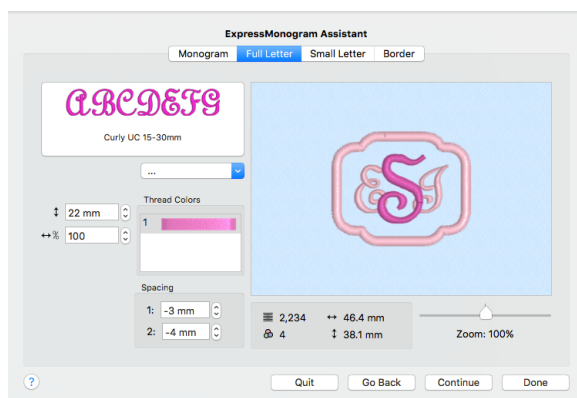 ExpressMonogram Assistant
Monogram Full Letter Small Letter Border
ABCDEFG
Curly UC 15-30mm
...
Thread Colors
1
↕ 22 mm
↔% 100
Spacing
1: -3 mm
2: -4 mm
ESJ
2,234 ↔ 46.4 mm
4 ↕ 38.1 mm
Zoom: 100%
? Quit Go Back Continue Done